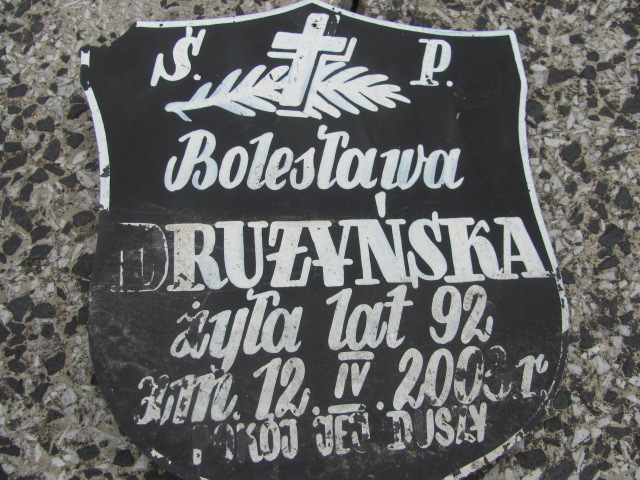 Ś. P.
Bolesława
DRUŻYŃSKA
żyła lat 92
zm. 12.IV.2003 r.
POKÓJ JEJ DUSZY